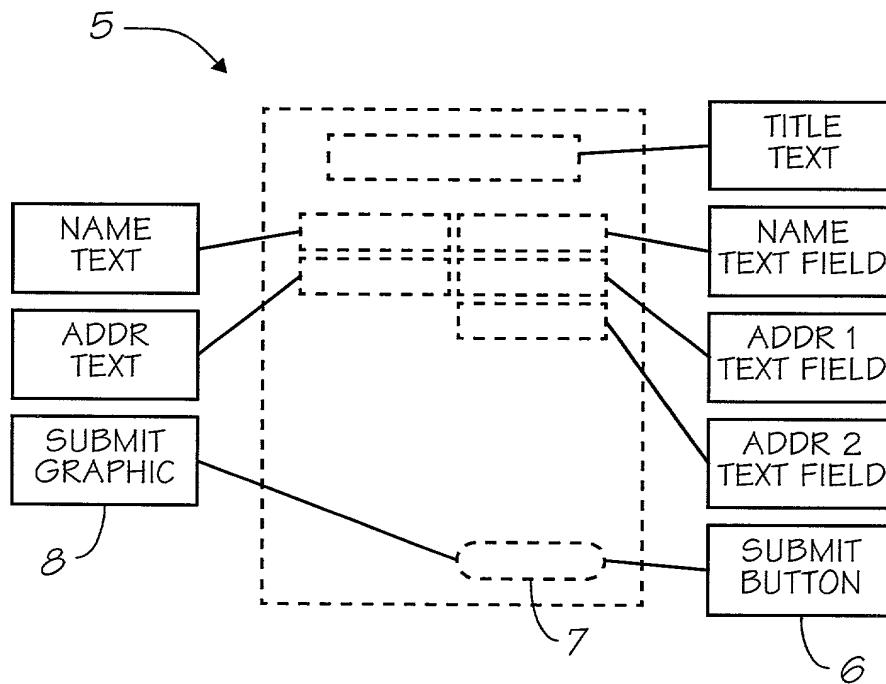 5
TITLE
TEXT
NAME
TEXT
NAME
TEXT FIELD
ADDR
TEXT
ADDR 1
TEXT FIELD
SUBMIT
GRAPHIC
ADDR 2
TEXT FIELD
8
SUBMIT
BUTTON
7
6